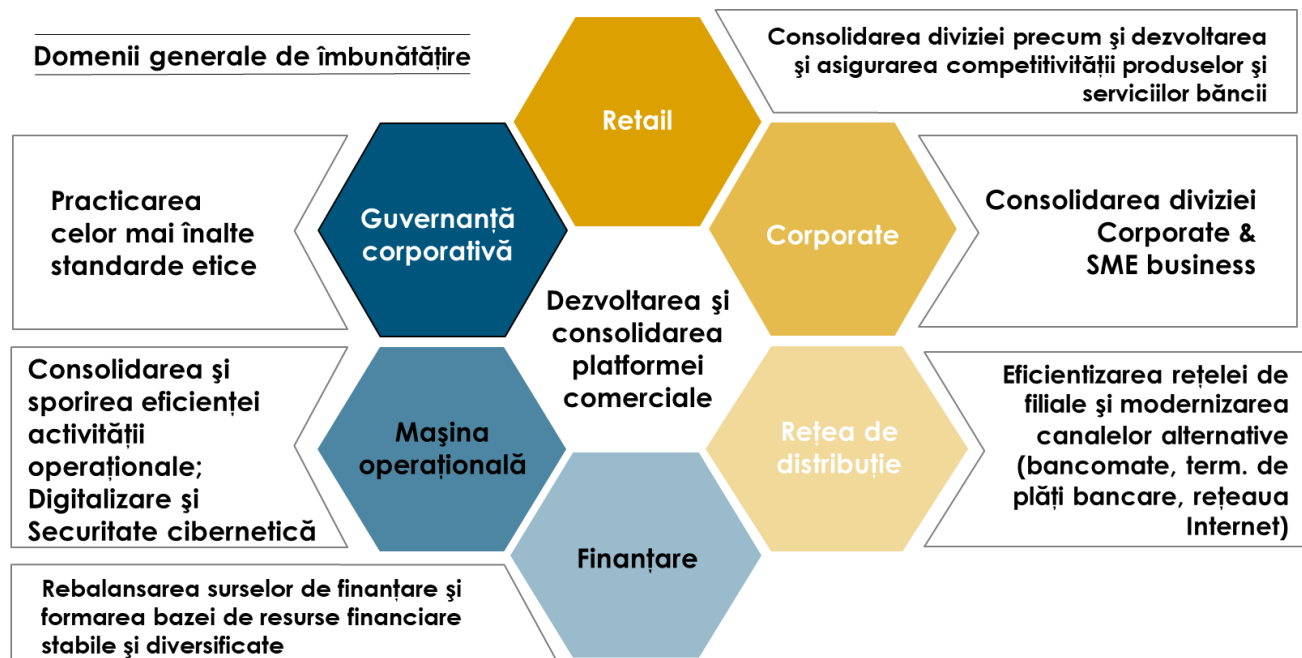 Domenii generale de îmbunătățire
Consolidarea diviziei precum şi dezvoltarea
şi asigurarea competitivității produselor şi
serviciilor băncii
Retail
Practicarea
celor mai înalte
standarde etice
Guvernanță
corporativă
Corporate
Consolidarea diviziei
Corporate &
SME business
Dezvoltarea şi
consolidarea
platformei
comerciale
Consolidarea şi
sporirea eficienței
activității
operaționale;
Digitalizare şi
Securitate cibernetică
Maşina
operațională
Rețea de
distribuție
Eficientizarea rețelei de
filiale şi modernizarea
canalelor alternative
(bancomate, term. de
plăți bancare, rețeaua
Internet)
Finanțare
Rebalansarea surselor de finanțare şi
formarea bazei de resurse financiare
stabile şi diversificate